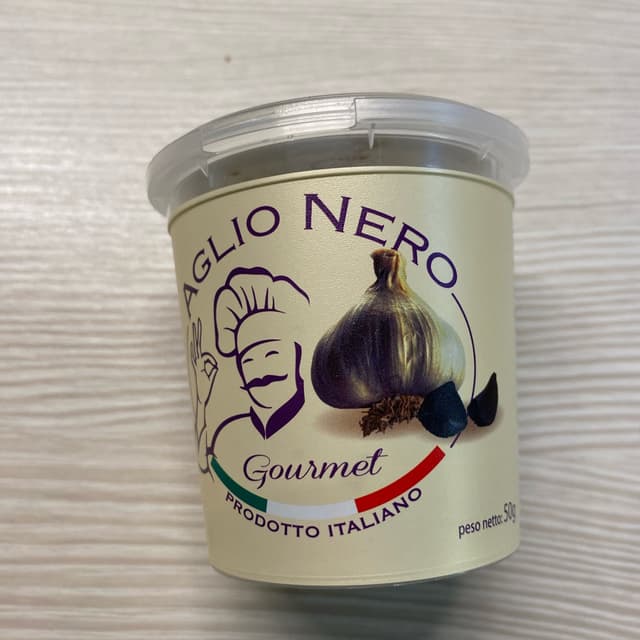 AGLIO NERO
Gourmet
PRODOTTO ITALIANO
peso netto: 50g